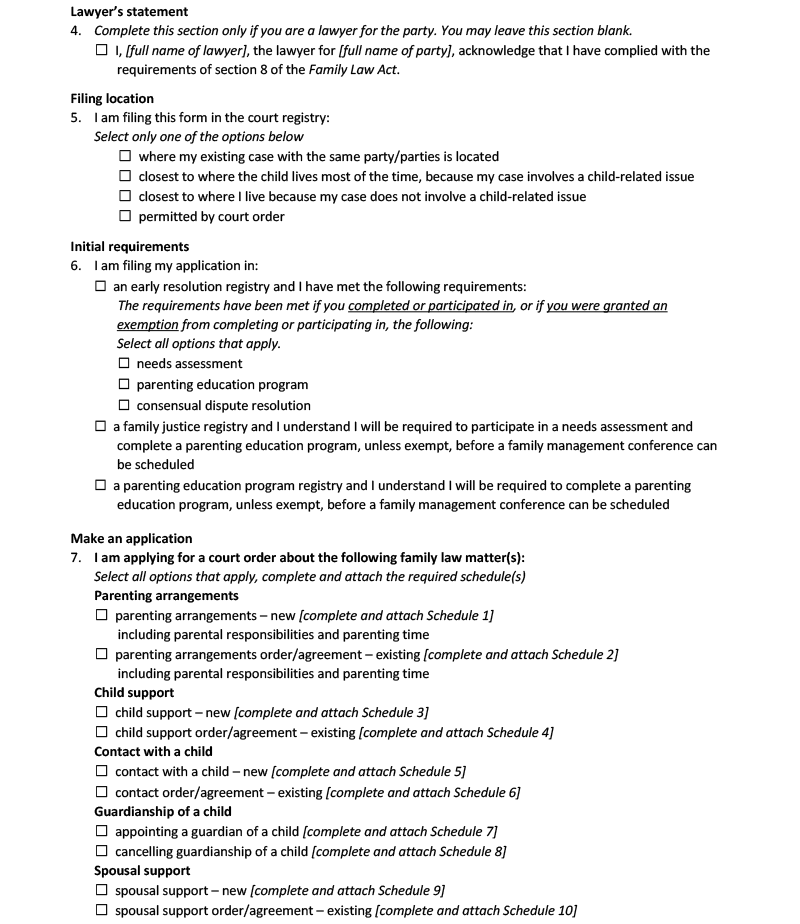 Lawyer's statement
4. Complete this section only if you are a lawyer for the party. You may leave this section blank.
☐ I, [full name of lawyer], the lawyer for [full name of party], acknowledge that I have complied with the
requirements of section 8 of the Family Law Act.
Filing location
5. I am filing this form in the court registry:
Select only one of the options below
☐ where my existing case with the same party/parties is located
☐ closest to where the child lives most of the time, because my case involves a child-related issue
☐ closest to where I live because my case does not involve a child-related issue
☐ permitted by court order
Initial requirements
6. I am filing my application in:
☐ an early resolution registry and I have met the following requirements:
The requirements have been met if you completed or participated in, or if you were granted an
exemption from completing or participating in, the following:
Select all options that apply.
☐ needs assessment
☐ parenting education program
☐ consensual dispute resolution
☐ a family justice registry and I understand I will be required to participate in a needs assessment and
complete a parenting education program, unless exempt, before a family management conference can
be scheduled
☐ a parenting education program registry and I understand I will be required to complete a parenting
education program, unless exempt, before a family management conference can be scheduled
Make an application
7. I am applying for a court order about the following family law matter(s):
Select all options that apply, complete and attach the required schedule(s)
Parenting arrangements
☐ parenting arrangements – new [complete and attach Schedule 1]
including parental responsibilities and parenting time
☐ parenting arrangements order/agreement – existing [complete and attach Schedule 2]
including parental responsibilities and parenting time
Child support
☐ child support – new [complete and attach Schedule 3]
☐ child support order/agreement – existing [complete and attach Schedule 4]
Contact with a child
☐ contact with a child – new [complete and attach Schedule 5]
☐ contact order/agreement – existing [complete and attach Schedule 6]
Guardianship of a child
☐ appointing a guardian of a child [complete and attach Schedule 7]
☐ cancelling guardianship of a child [complete and attach Schedule 8]
Spousal support
☐ spousal support – new [complete and attach Schedule 9]
☐ spousal support order/agreement – existing [complete and attach Schedule 10]